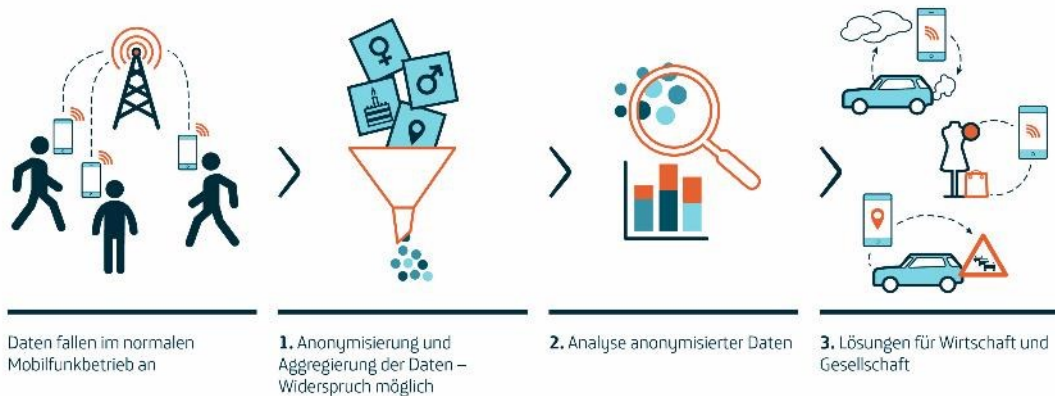 Daten fallen im normalen
Mobilfunkbetrieb an
1. Anonymisierung und
Aggregierung der Daten –
Widerspruch möglich
2. Analyse anonymisierter Daten
3. Lösungen für Wirtschaft und
Gesellschaft